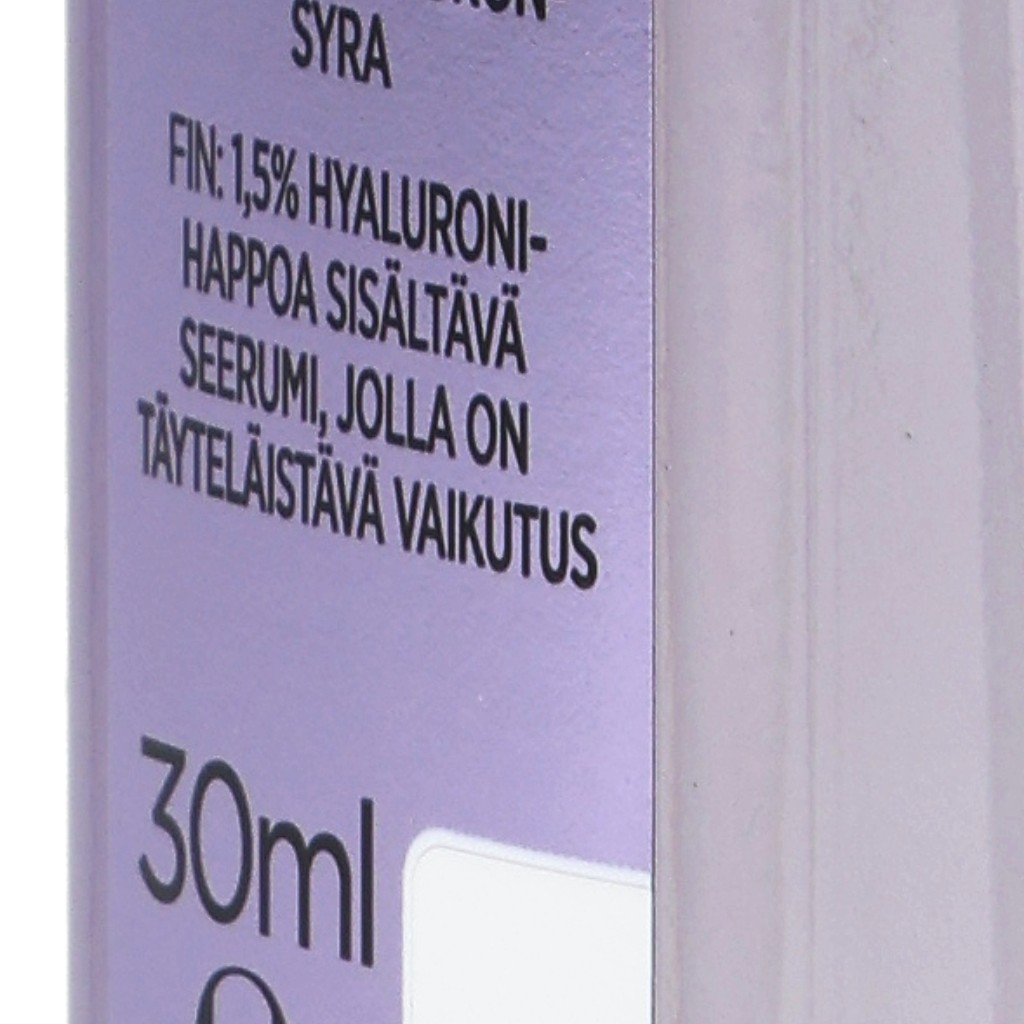 SYRA
FIN: 1,5% HYALURONI-
HAPPOA SISÄLTÄVÄ
SEERUMI, JOLLA ON
TÄYTELÄISTÄVÄ VAIKUTUS
30ml